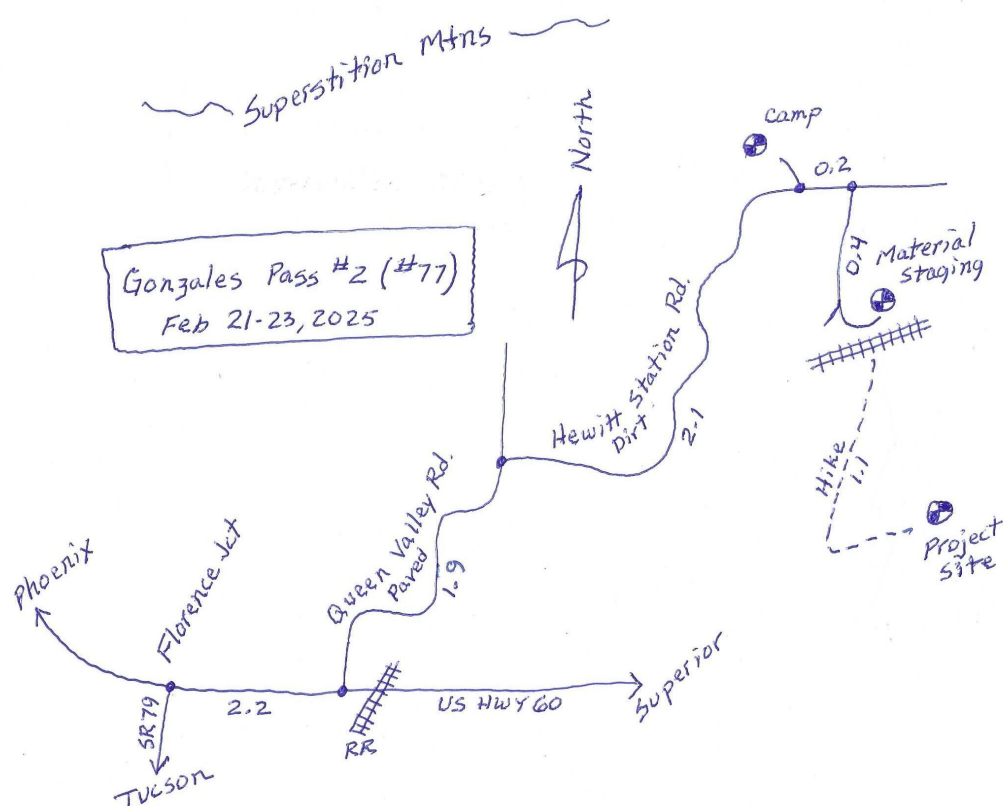 Superstition Mtns
North
camp
0.2
0.4
Material
staging
Gonzales Pass #2 (#77)
Feb 21-23, 2025
Hewitt Station Rd.
Dirt
2.1
Hike
1.1
Project
site
Queen Valley Rd.
Paved
1.9
Phoenix
Florence Jct
SR79
Tucson
2.2
RR
US HWY 60
Superior